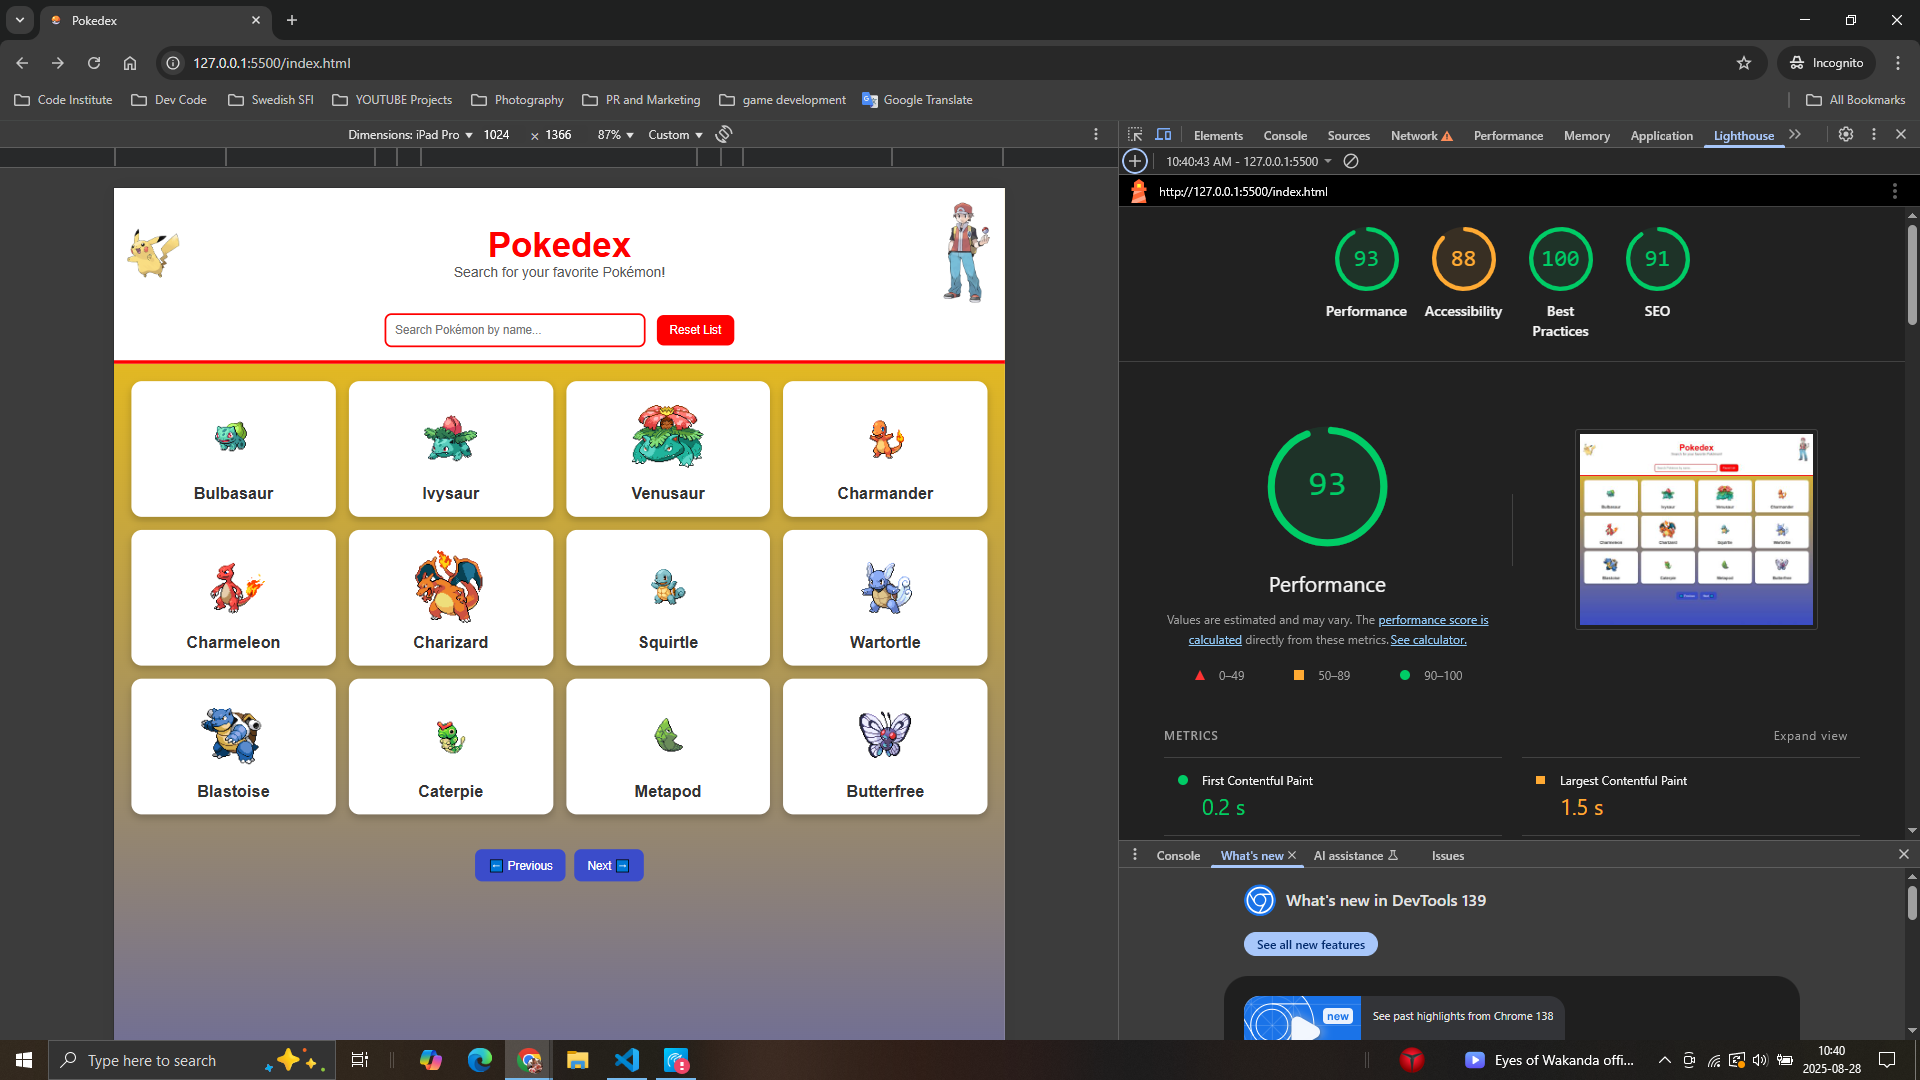 Pokedex
127.0.0.1:5500/index.html
Incognito
Code Institute
Dev Code
Swedish SFI
YOUTUBE Projects
Photography
PR and Marketing
game development
Google Translate
All Bookmarks
Dimensions: iPad Pro
1024
×
1366
87%
Custom
Elements
Console
Sources
Network
Performance
Memory
Application
Lighthouse
10:40:43 AM - 127.0.0.1:5500
http://127.0.0.1:5500/index.html
Pokedex
Search for your favorite Pokémon!
Search Pokémon by name...
Reset List
Bulbasaur
Ivysaur
Venusaur
Charmander
Charmeleon
Charizard
Squirtle
Wartortle
Blastoise
Caterpie
Metapod
Butterfree
⬅️ Previous
Next ➡️
93
88
100
91
Performance
Accessibility
Best
Practices
SEO
93
Performance
Values are estimated and may vary. The performance score is
calculated directly from these metrics. See calculator.
0–49
50–89
90–100
METRICS
Expand view
First Contentful Paint
0.2 s
Largest Contentful Paint
1.5 s
Console
What's new
AI assistance
Issues
What's new in DevTools 139
See all new features
new
See past highlights from Chrome 138
Type here to search
Eyes of Wakanda offi...
10:40
2025-08-28